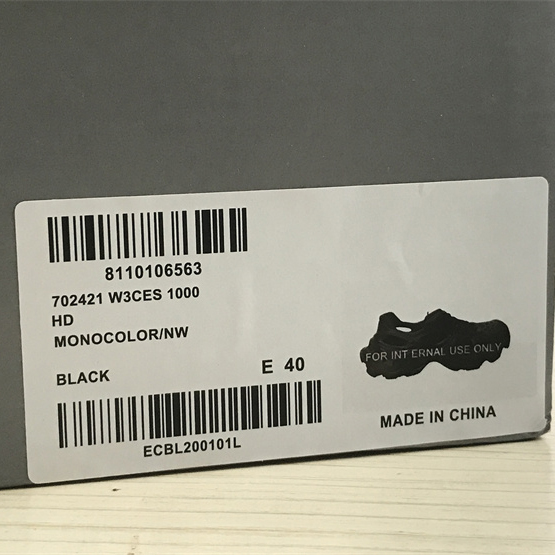 8110106563
702421 W3CES 1000
HD
MONOCOLOR/NW
BLACK E 40
ECBL200101L
FOR INT ERNAL USE ONLY
MADE IN CHINA